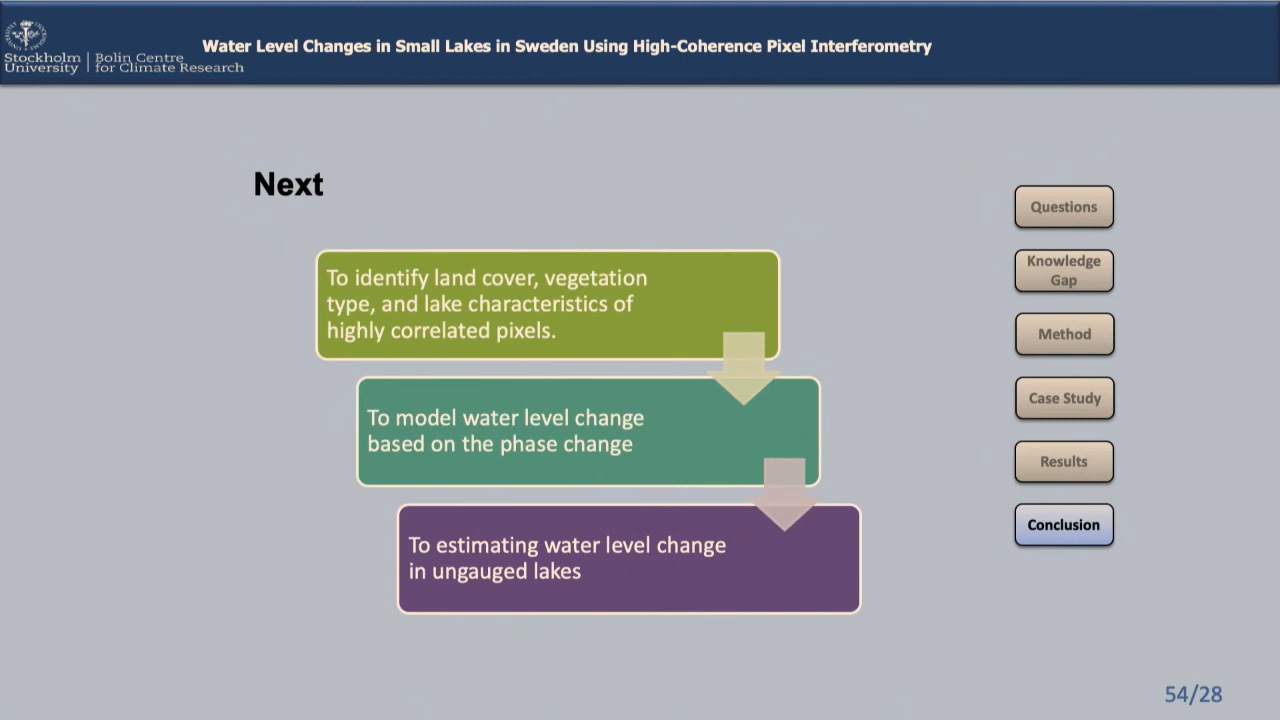 Stockholm University
Bolin Centre for Climate Research
Water Level Changes in Small Lakes in Sweden Using High-Coherence Pixel Interferometry
Next
To identify land cover, vegetation
type, and lake characteristics of
highly correlated pixels.
To model water level change
based on the phase change
To estimating water level change
in ungauged lakes
Questions
Knowledge
Gap
Method
Case Study
Results
Conclusion
54/28